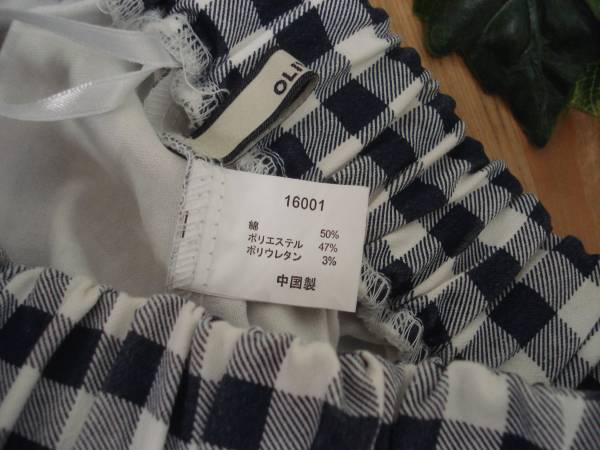 OLI
16001
綿 50%
ポリエステル 47%
ポリウレタン 3%
中国製